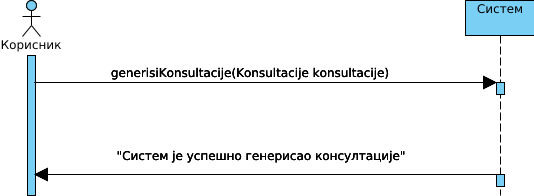 Систем
Корисник
generisiKonsultacije(Konsultacije konsultacije)
"Систем је успешно генерисао консултације"